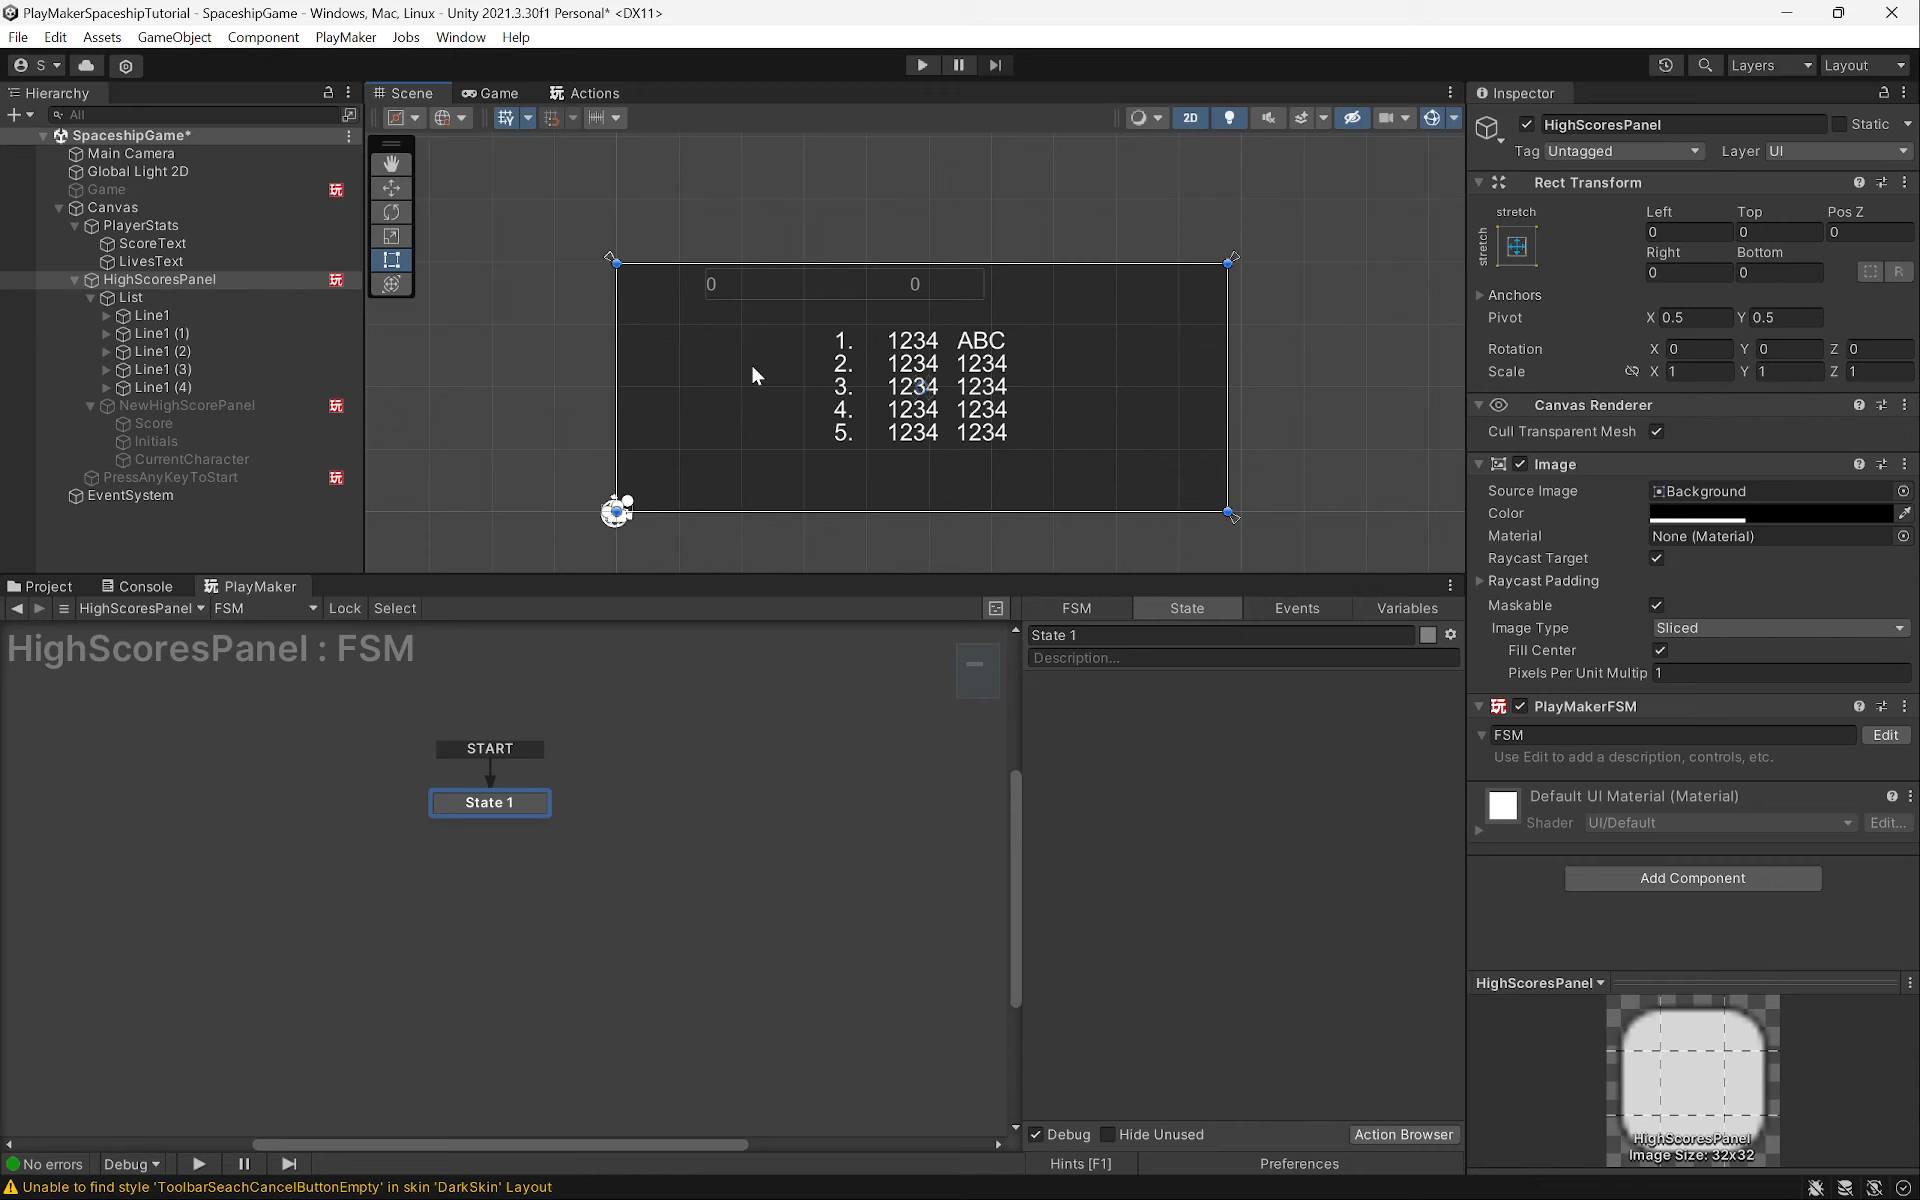 PlayMakerSpaceshipTutorial - SpaceshipGame - Windows, Mac, Linux - Unity 2021.3.30f1 Personal* <DX11>
File Edit Assets GameObject Component PlayMaker Jobs Window Help
S Layers Layout
Hierarchy
All
SpaceshipGame*
Main Camera
Global Light 2D
Game 玩
Canvas
PlayerStats
ScoreText
LivesText
HighScoresPanel 玩
List
Line1
Line1 (1)
Line1 (2)
Line1 (3)
Line1 (4)
NewHighScorePanel 玩
Score
Initials
CurrentCharacter
PressAnyKeyToStart 玩
EventSystem
Scene Game 玩 Actions
2D
0 0
1. 1234 ABC
2. 1234 1234
3. 1234 1234
4. 1234 1234
5. 1234 1234
Inspector
HighScoresPanel Static
Tag Untagged Layer UI
Rect Transform
stretch
stretch
Left Top Pos Z
0 0 0
Right Bottom
0 0 R
Anchors
Pivot X 0.5 Y 0.5
Rotation X 0 Y 0 Z 0
Scale X 1 Y 1 Z 1
Canvas Renderer
Cull Transparent Mesh
Image
Source Image Background
Color
Material None (Material)
Raycast Target
Raycast Padding
Maskable
Image Type Sliced
Fill Center
Pixels Per Unit Multip 1
玩 PlayMakerFSM
FSM Edit
Use Edit to add a description, controls, etc.
Default UI Material (Material)
Shader UI/Default Edit...
Add Component
HighScoresPanel
HighScoresPanel
Image Size: 32x32
Project Console 玩 PlayMaker
HighScoresPanel FSM Lock Select
HighScoresPanel : FSM
START
State 1
FSM State Events Variables
State 1
Description...
Debug Hide Unused Action Browser
No errors Debug Hints [F1] Preferences
Unable to find style 'ToolbarSeachCancelButtonEmpty' in skin 'DarkSkin' Layout